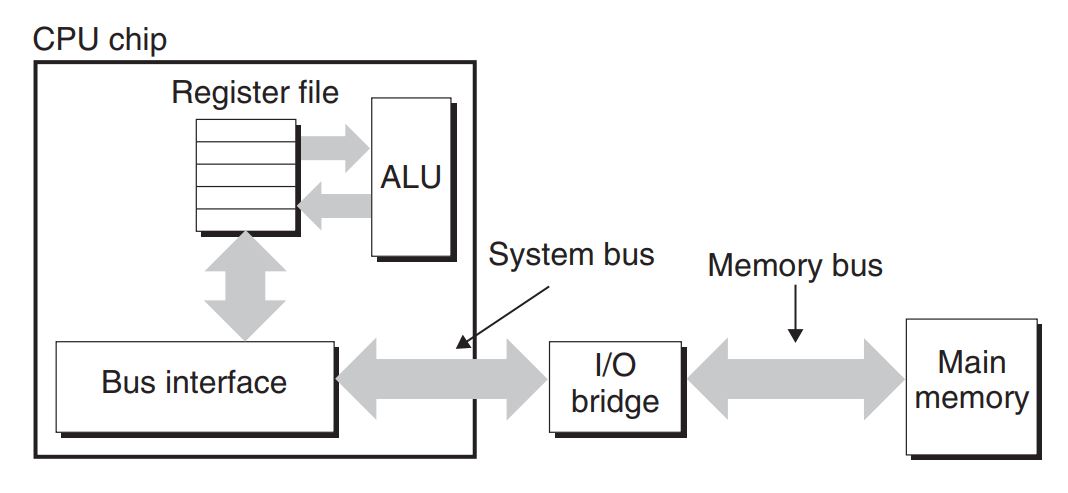 CPU chip
Register file
ALU
System bus
Memory bus
Bus interface
I/O
bridge
Main
memory